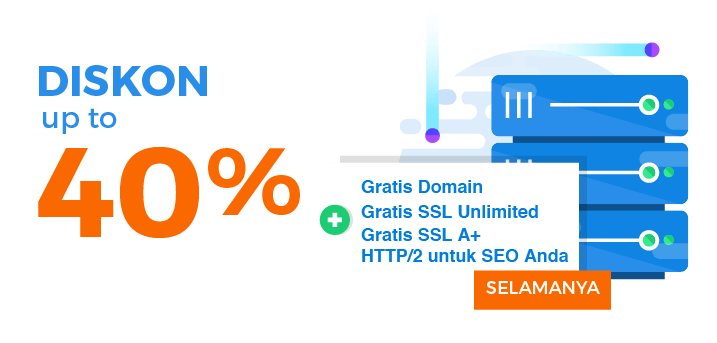 DISKON
up to
40%
Gratis Domain
Gratis SSL Unlimited
Gratis SSL A+
HTTP/2 untuk SEO Anda
SELAMANYA